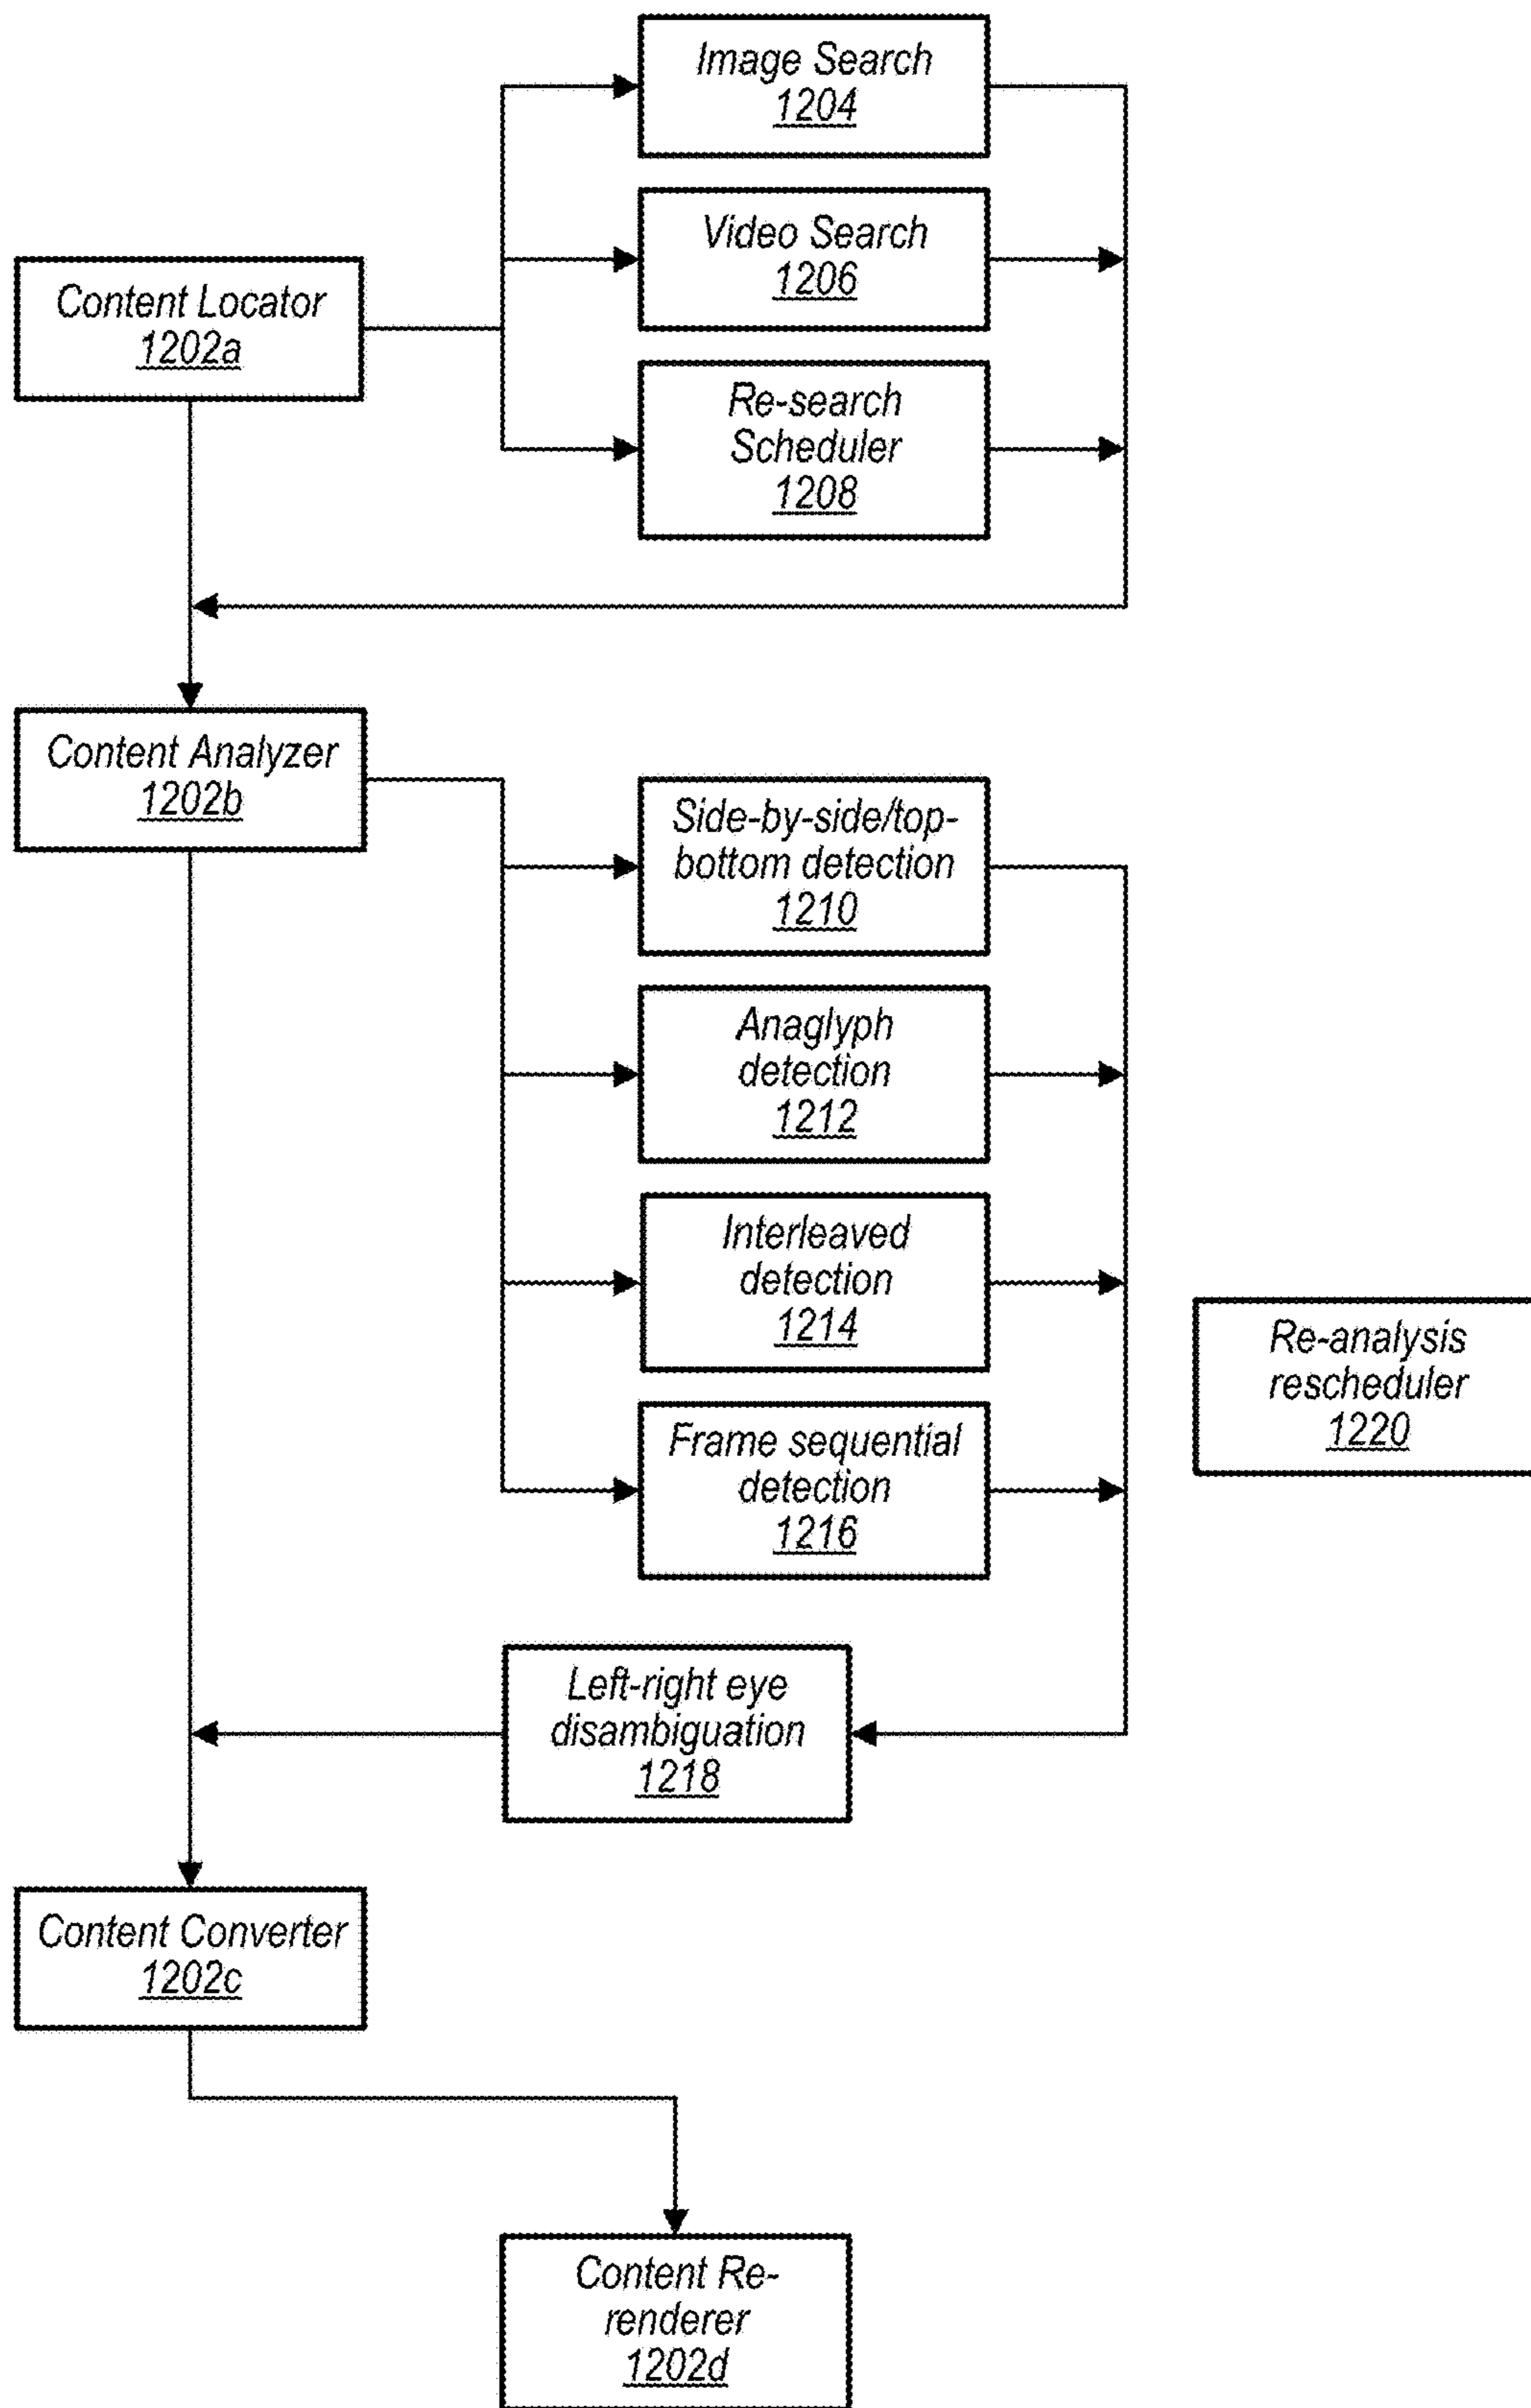 Image Search
1204
Video Search
1206
Content Locator
1202a
Re-search
Scheduler
1208
Content Analyzer
1202b
Side-by-side/top-
bottom detection
1210
Anaglyph
detection
1212
Interleaved
detection
1214
Re-analysis
rescheduler
1220
Frame sequential
detection
1216
Left-right eye
disambiguation
1218
Content Converter
1202c
Content Re-
renderer
1202d